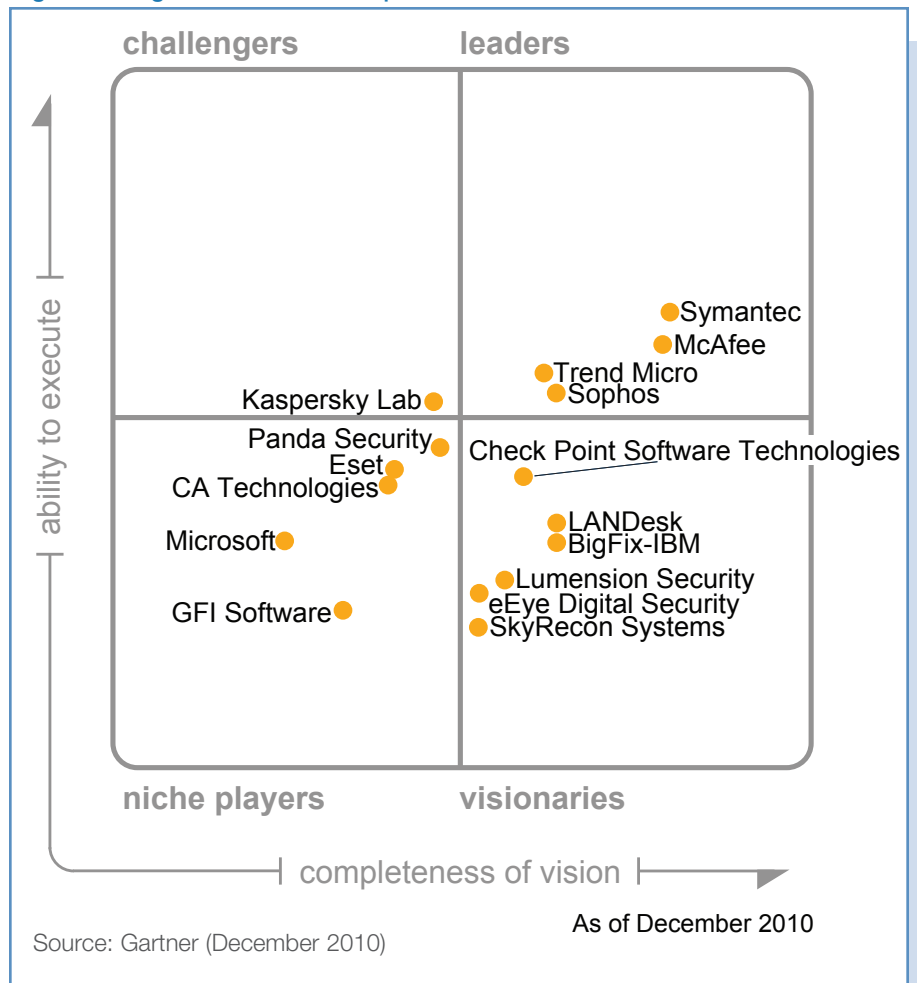 challengers
leaders
ability to execute
Symantec
McAfee
Trend Micro
Sophos
Kaspersky Lab
Panda Security
Eset
CA Technologies
Check Point Software Technologies
LANDesk
BigFix-IBM
Microsoft
Lumension Security
eEye Digital Security
GFI Software
SkyRecon Systems
niche players
visionaries
completeness of vision
As of December 2010
Source: Gartner (December 2010)